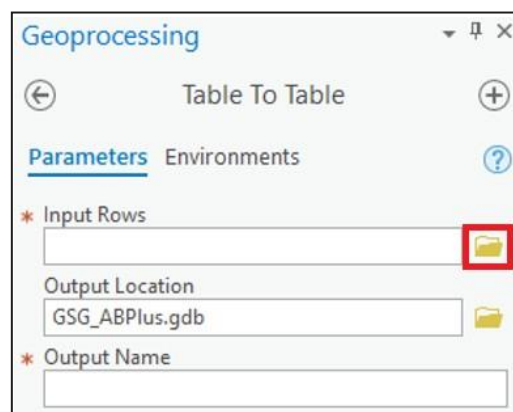 Geoprocessing
Table To Table
Parameters Environments
* Input Rows
Output Location
GSG_ABPlus.gdb
* Output Name